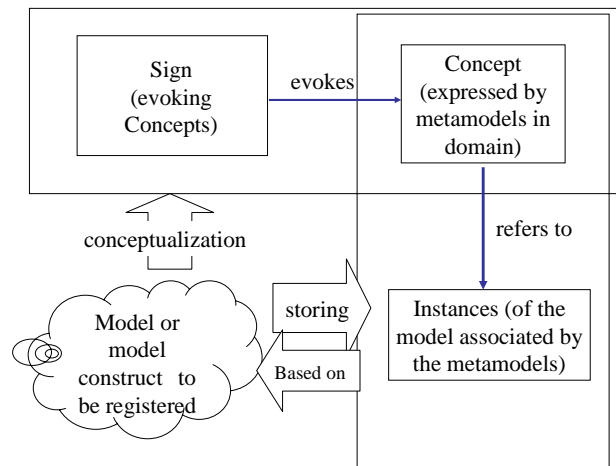 Sign
(evoking
Concepts)
evokes
Concept
(expressed by
metamodels in
domain)
refers to
conceptualization
storing
Instances (of the
model associated by
the metamodels)
Model or
model
construct to
be registered
Based on